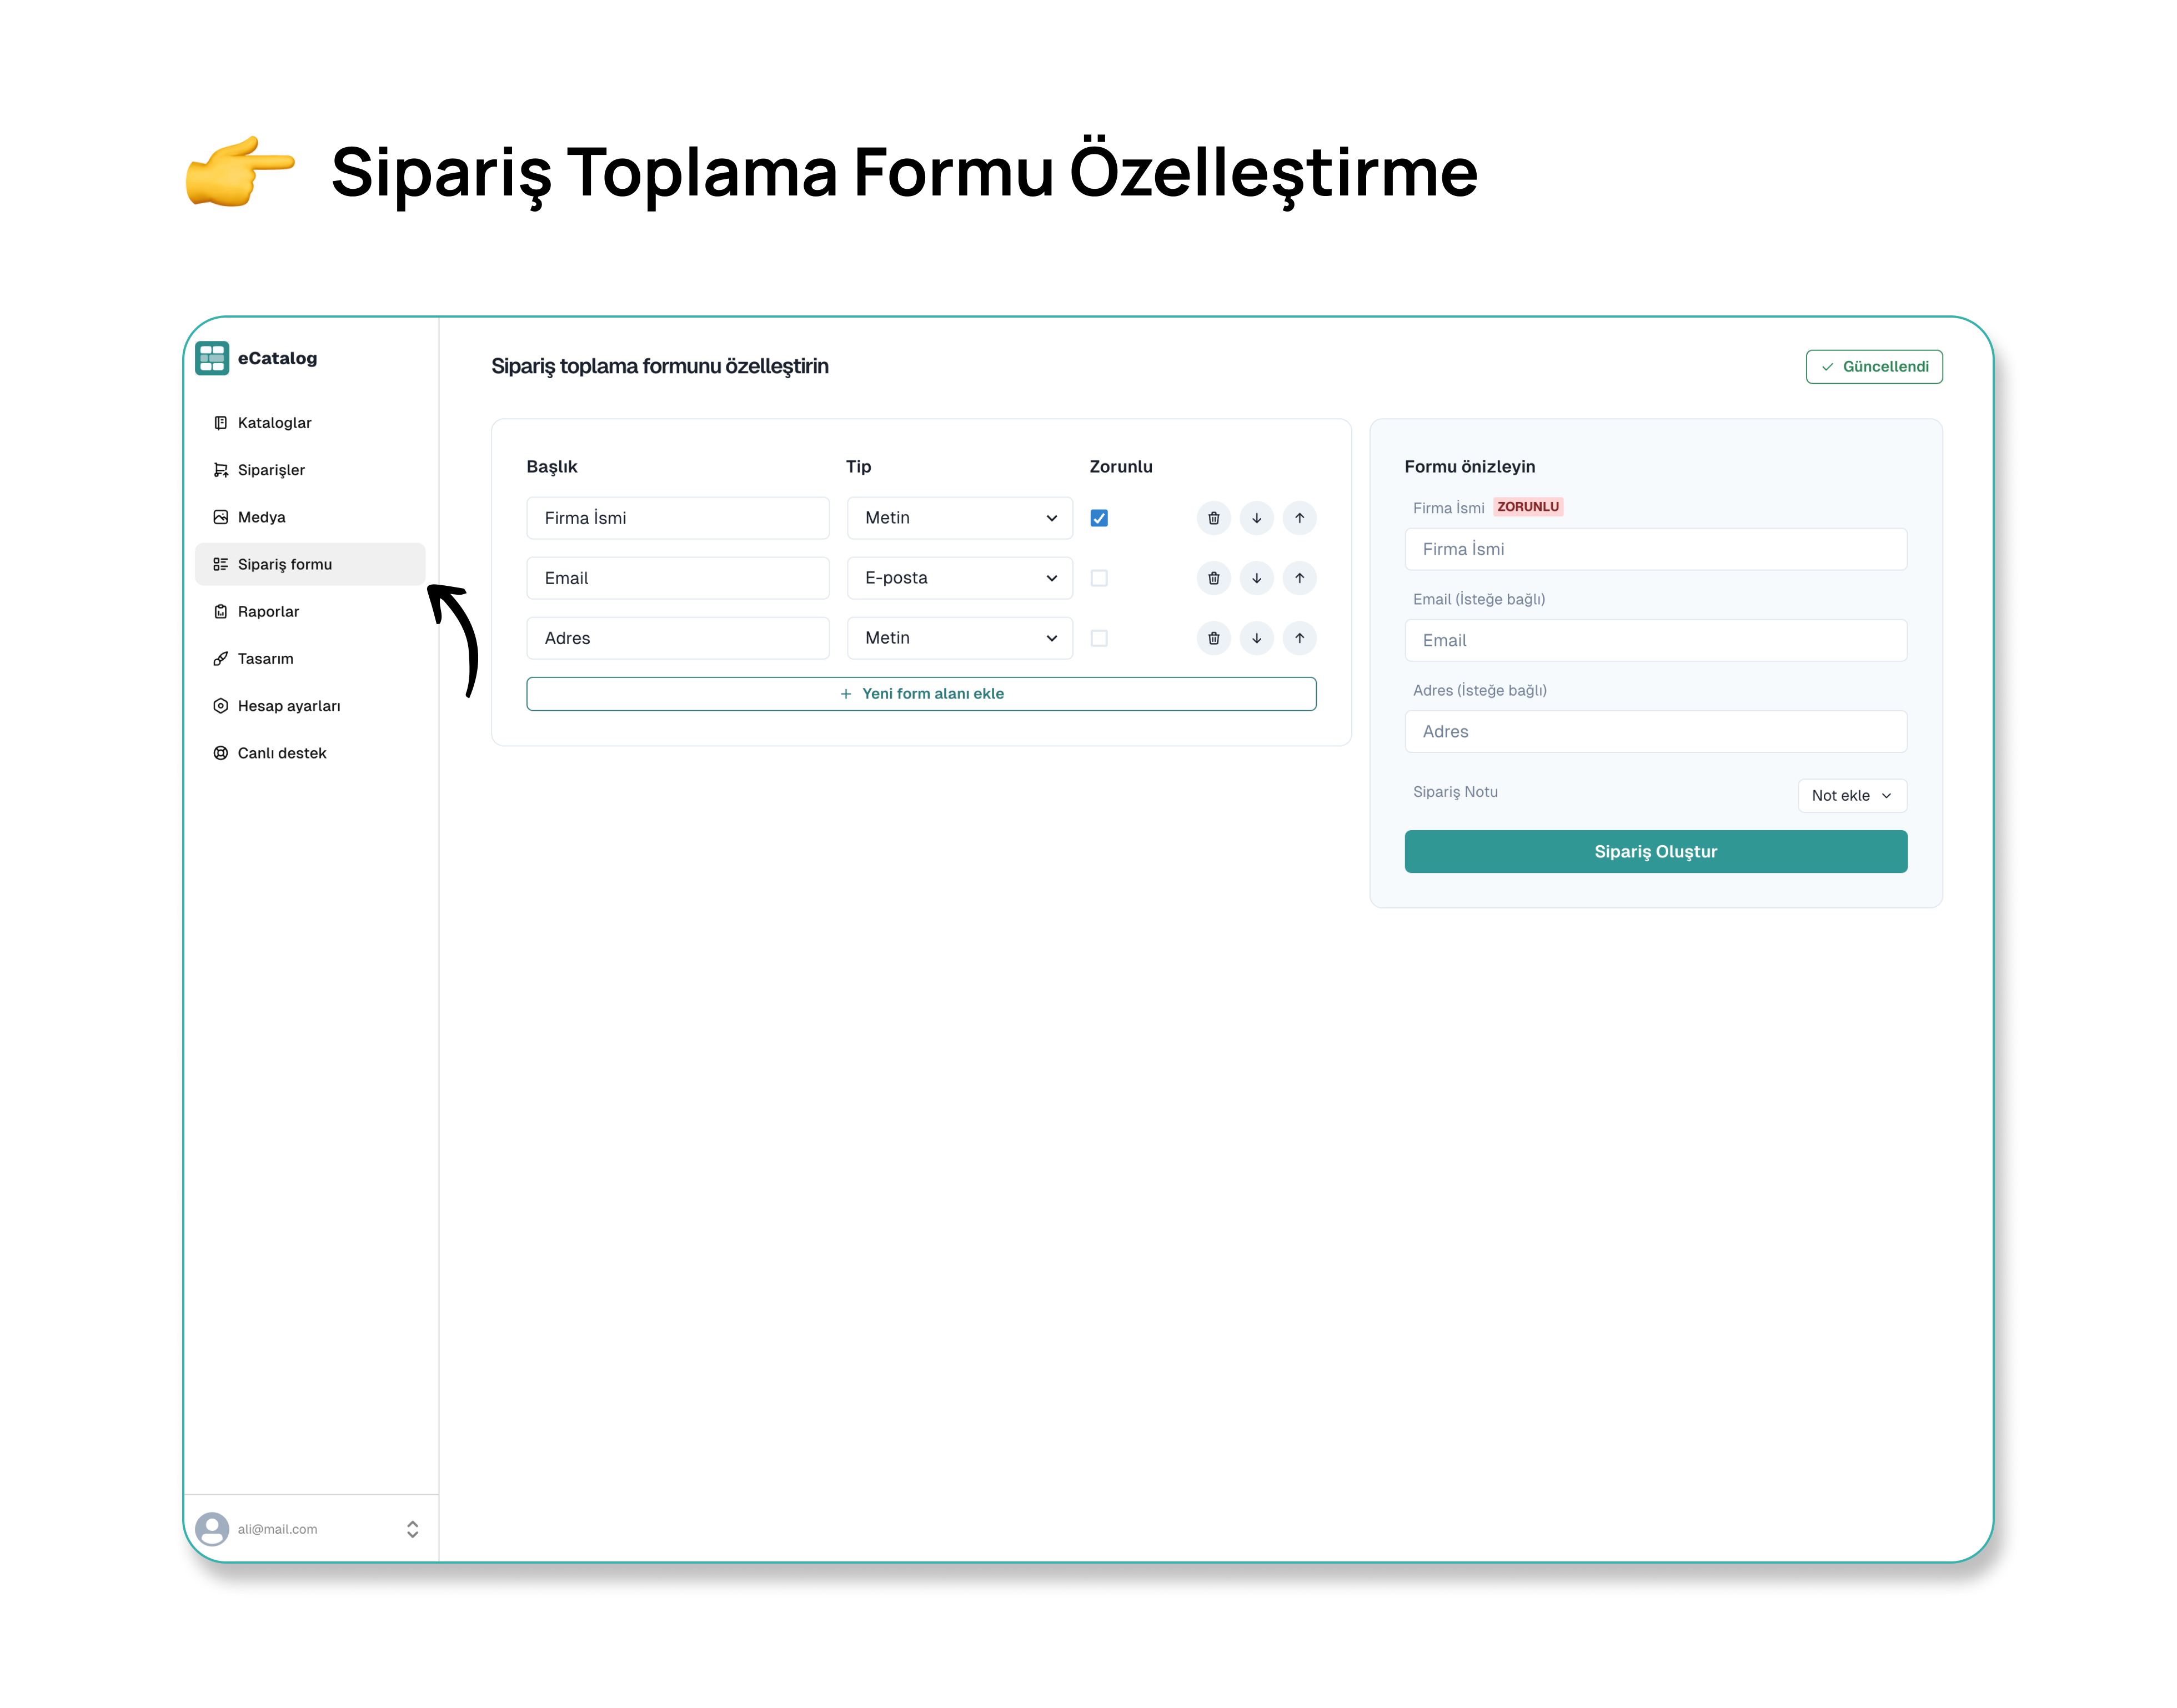 Sipariş Toplama Formu Özelleştirme
eCatalog
Kataloglar
Siparişler
Medya
Sipariş formu
Raporlar
Tasarım
Hesap ayarları
Canlı destek
ali@mail.com
Sipariş toplama formunu özelleştirin
Güncellendi
Başlık Tip Zorunlu
Firma İsmi Metin
Email E-posta
Adres Metin
+ Yeni form alanı ekle
Formu önizleyin
Firma İsmi ZORUNLU
Firma İsmi
Email (İsteğe bağlı)
Email
Adres (İsteğe bağlı)
Adres
Sipariş Notu Not ekle
Sipariş Oluştur